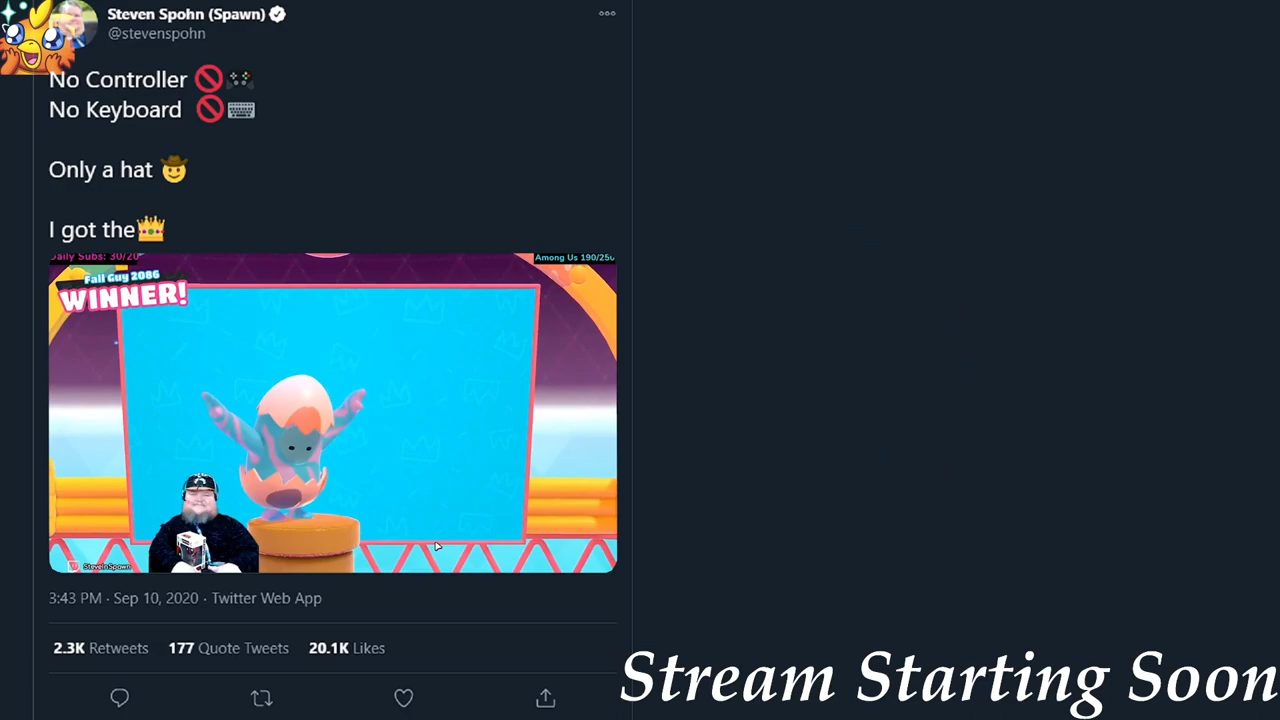 Steven Spohn (Spawn)
@stevenspohn
No Controller 🚫🎮
No Keyboard 🚫⌨️
Only a hat 🤠
I got the👑
Daily Subs: 30/20
Among Us 190/250
Fall Guy 2086
WINNER!
SteveInSpawn
3:43 PM · Sep 10, 2020 · Twitter Web App
2.3K Retweets 177 Quote Tweets 20.1K Likes
Stream Starting Soon